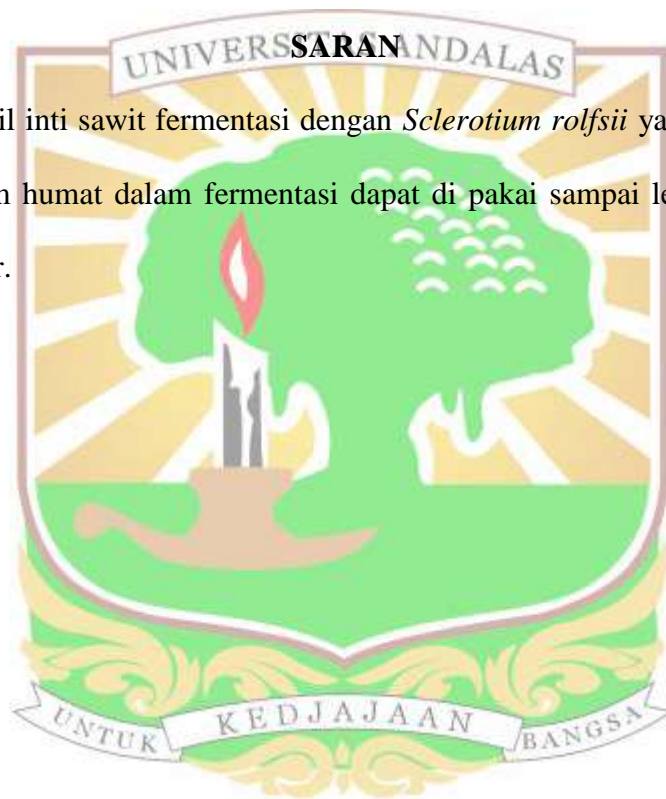 UNIVERSITAS ANDALAS
SARAN
il inti sawit fermentasi dengan Sclerotium rolfsii ya
n humat dalam fermentasi dapat di pakai sampai le
r.
UNTUK KEDJAJAAN BANGSA